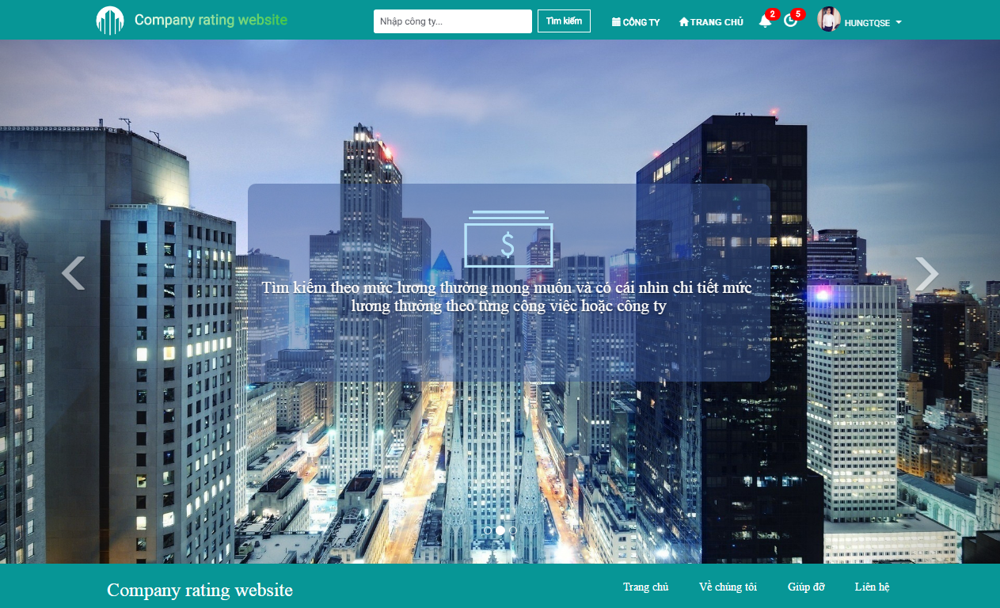 Company rating website
Nhập công ty...
Tìm kiếm
CÔNG TY
TRANG CHỦ
2
5
HUNGTQSE
$
Tìm kiếm theo mức lương thưởng mong muốn và có cái nhìn chi tiết mức
lương thưởng theo từng công việc hoặc công ty
Company rating website
Trang chủ
Về chúng tôi
Giúp đỡ
Liên hệ